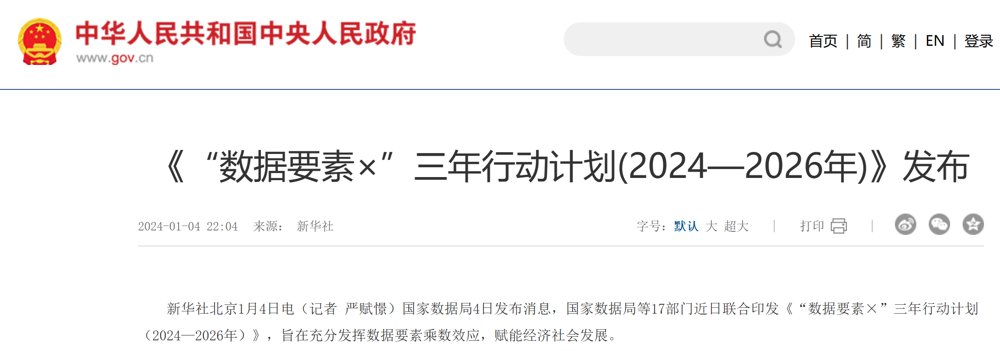 中华人民共和国中央人民政府
www.gov.cn
首页 | 简 | 繁 | EN | 登录
《“数据要素×”三年行动计划(2024—2026年)》发布
2024-01-04 22:04 来源： 新华社
字号：默认 大 超大 | 打印 |
新华社北京1月4日电（记者 严赋憬）国家数据局4日发布消息，国家数据局等17部门近日联合印发《“数据要素×”三年行动计划
（2024—2026年）》，旨在充分发挥数据要素乘数效应，赋能经济社会发展。